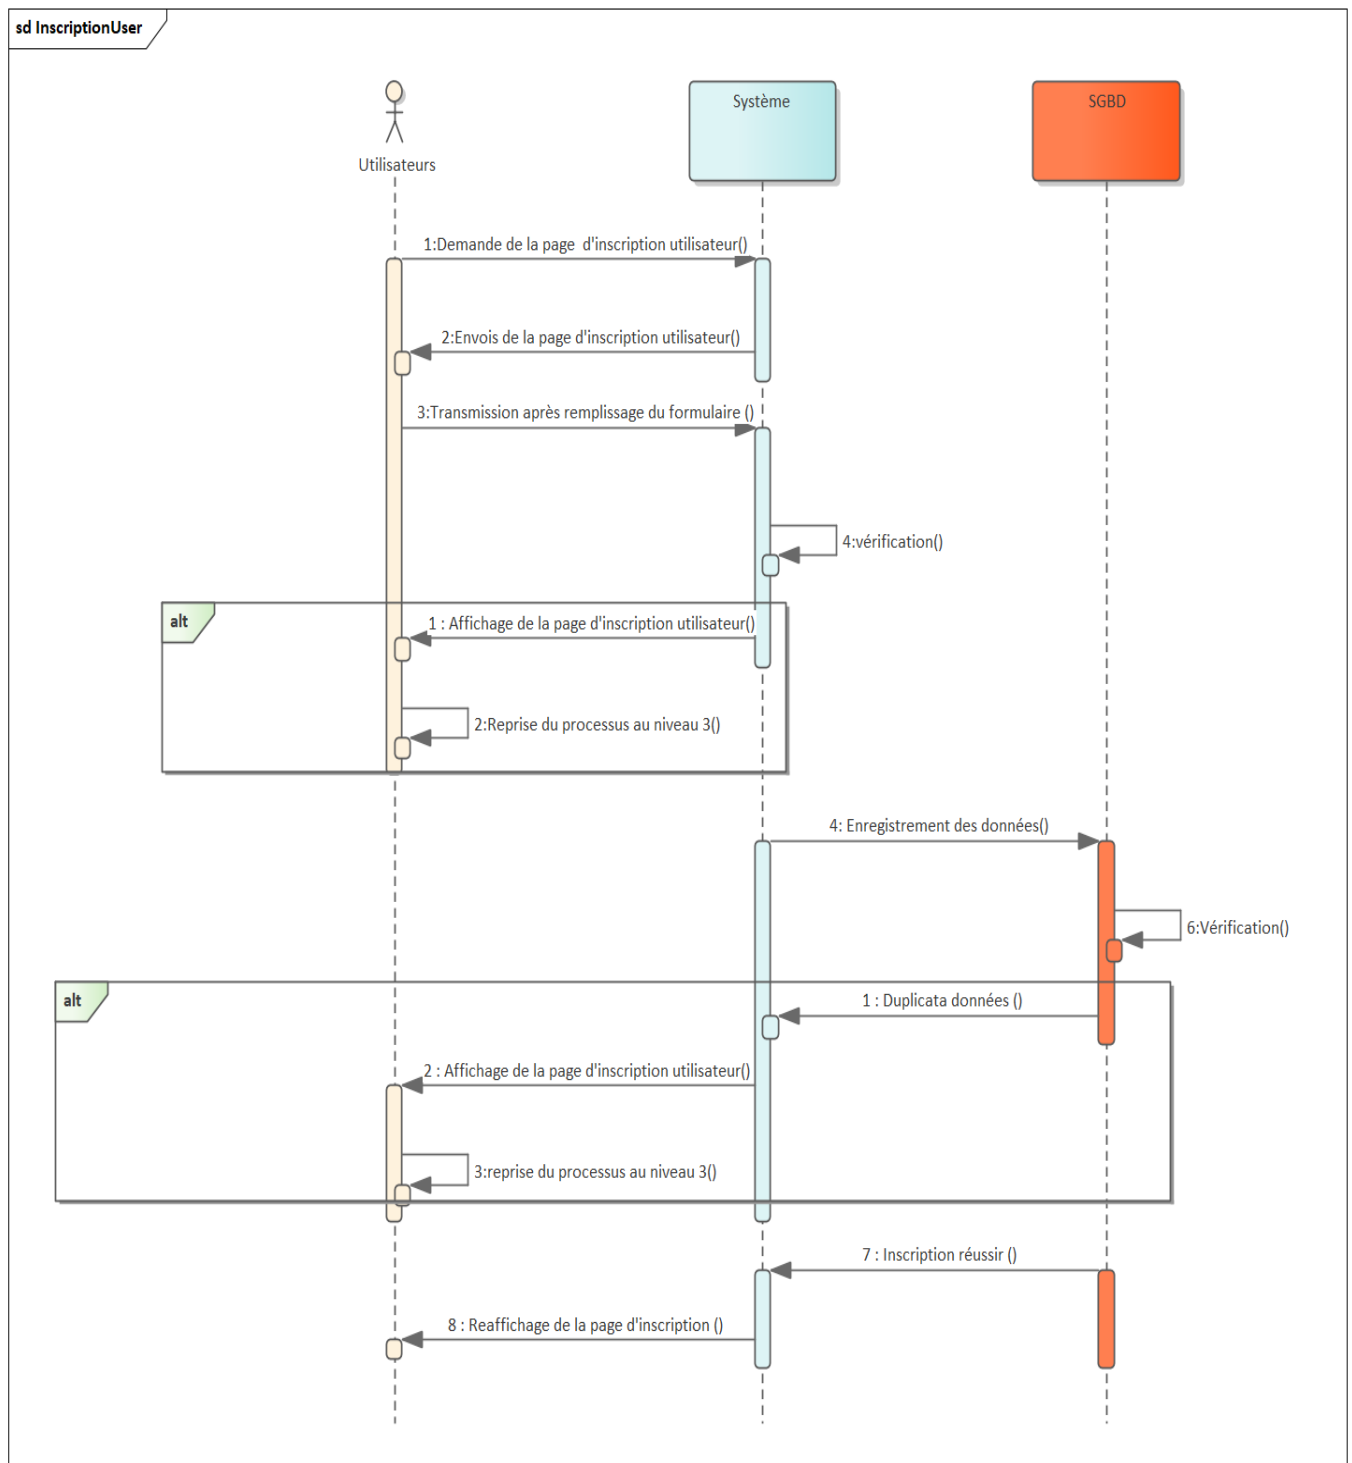 sd InscriptionUser
Utilisateurs
Système
SGBD
1:Demande de la page  d'inscription utilisateur()
2:Envois de la page d'inscription utilisateur()
3:Transmission après remplissage du formulaire ()
4:vérification()
alt
1 : Affichage de la page d'inscription utilisateur()
2:Reprise du processus au niveau 3()
4: Enregistrement des données()
6:Vérification()
alt
1 : Duplicata données ()
2 : Affichage de la page d'inscription utilisateur()
3:reprise du processus au niveau 3()
7 : Inscription réussir ()
8 : Reaffichage de la page d'inscription ()